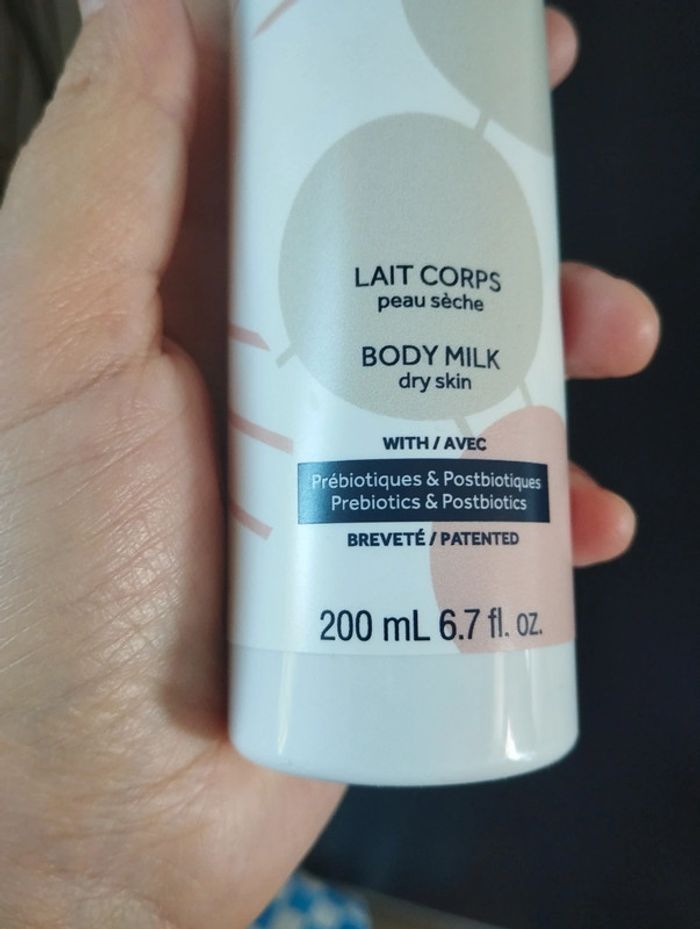 LAIT CORPS
peau sèche
BODY MILK
dry skin
WITH / AVEC
Prébiotiques & Postbiotiques
Prebiotics & Postbiotics
BREVETÉ / PATENTED
200 mL 6.7 fl. oz.